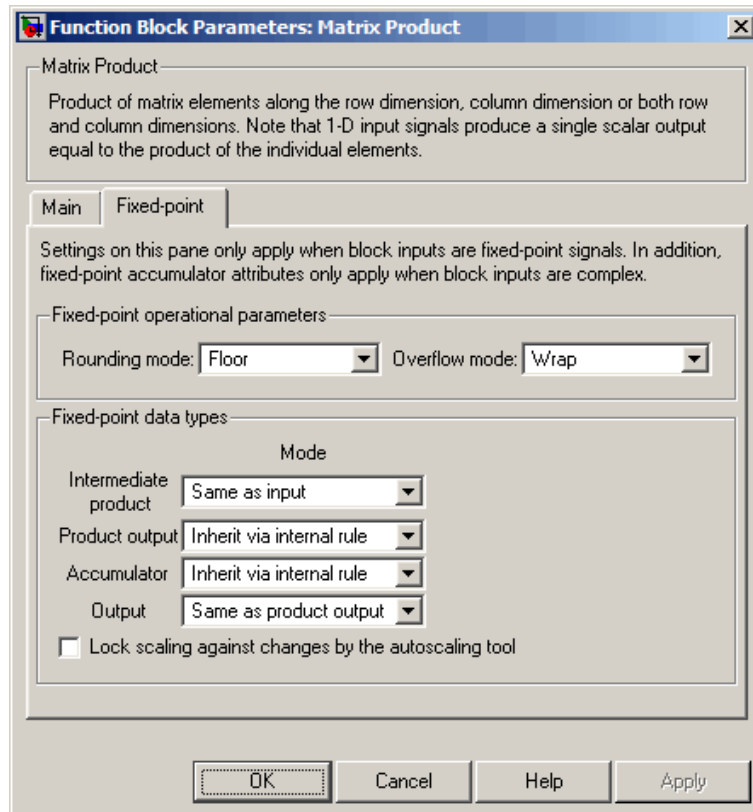 Function Block Parameters: Matrix Product
Matrix Product
Product of matrix elements along the row dimension, column dimension or both row
and column dimensions. Note that 1-D input signals produce a single scalar output
equal to the product of the individual elements.
Main Fixed-point
Settings on this pane only apply when block inputs are fixed-point signals. In addition,
fixed-point accumulator attributes only apply when block inputs are complex.
Fixed-point operational parameters
Rounding mode: Floor Overflow mode: Wrap
Fixed-point data types
Mode
Intermediate
product Same as input
Product output Inherit via internal rule
Accumulator Inherit via internal rule
Output Same as product output
Lock scaling against changes by the autoscaling tool
OK Cancel Help Apply